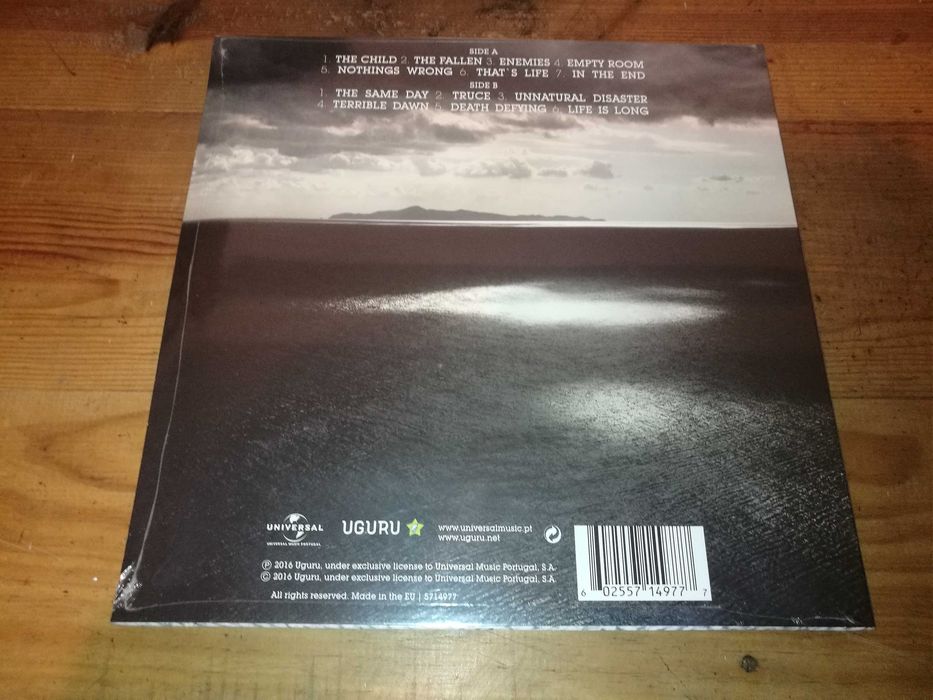 SIDE A
1. THE CHILD 2. THE FALLEN 3. ENEMIES 4. EMPTY ROOM
5. NOTHINGS WRONG 6. THAT`S LIFE 7. IN THE END
SIDE B
1. THE SAME DAY 2. TRUCE 3. UNNATURAL DISASTER
4. TERRIBLE DAWN 5. DEATH DEFYING 6. LIFE IS LONG
UNIVERSAL
UNIVERSAL MUSIC PORTUGAL
UGURU
www.universalmusic.pt
www.uguru.net
Ⓟ 2016 Uguru, under exclusive license to Universal Music Portugal, S.A.
© 2016 Uguru, under exclusive license to Universal Music Portugal, S.A.
All rights reserved. Made in the EU | 5714977
6 02557 14977 7